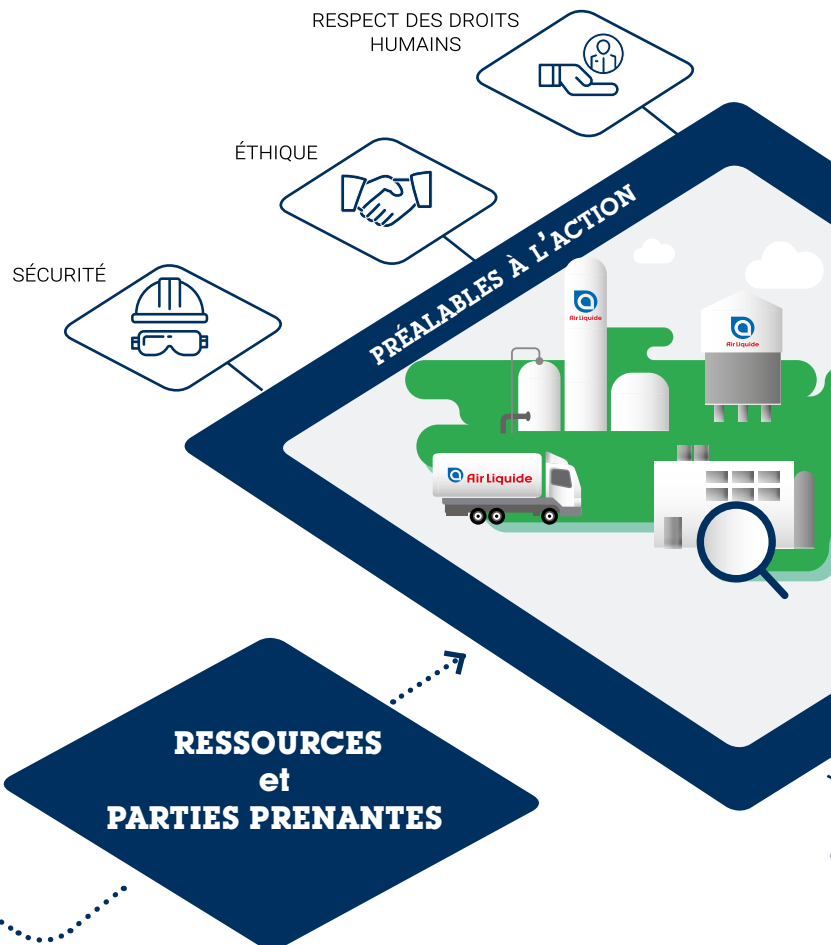 RESPECT DES DROITS
HUMAINS
ÉTHIQUE
SÉCURITÉ
PRÉALABLES À L'ACTION
Air Liquide
Air Liquide
Air Liquide
RESSOURCES
et
PARTIES PRENANTES